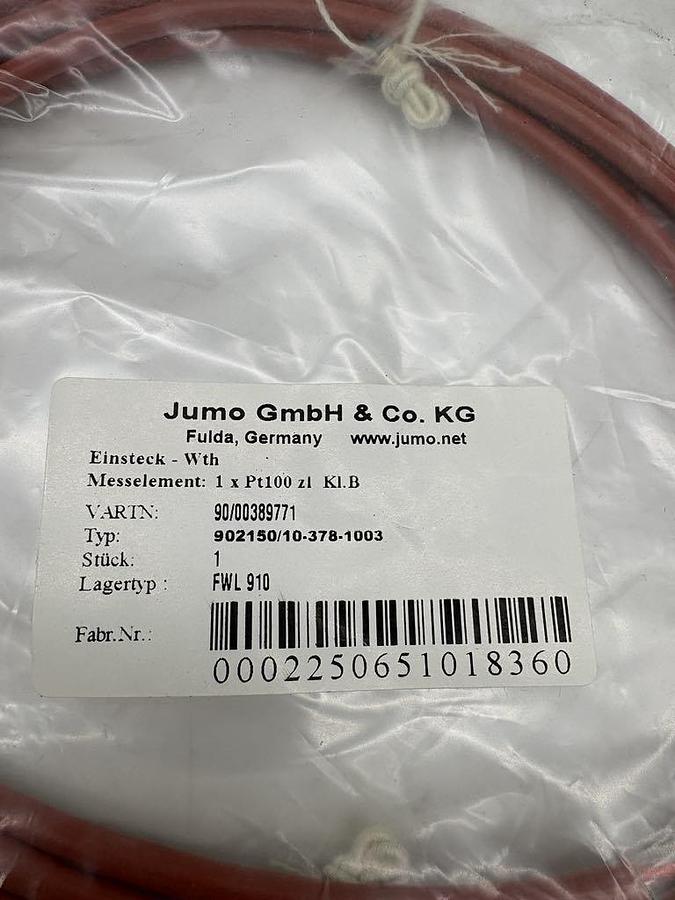 Jumo GmbH & Co. KG
Fulda, Germany www.jumo.net
Einsteck - Wth
Messelement: 1 x Pt100 zl Kl.B
VARTN: 90/00389771
Typ: 902150/10-378-1003
Stück: 1
Lagertyp : FWL 910
Fabr.Nr.:
0002250651018360